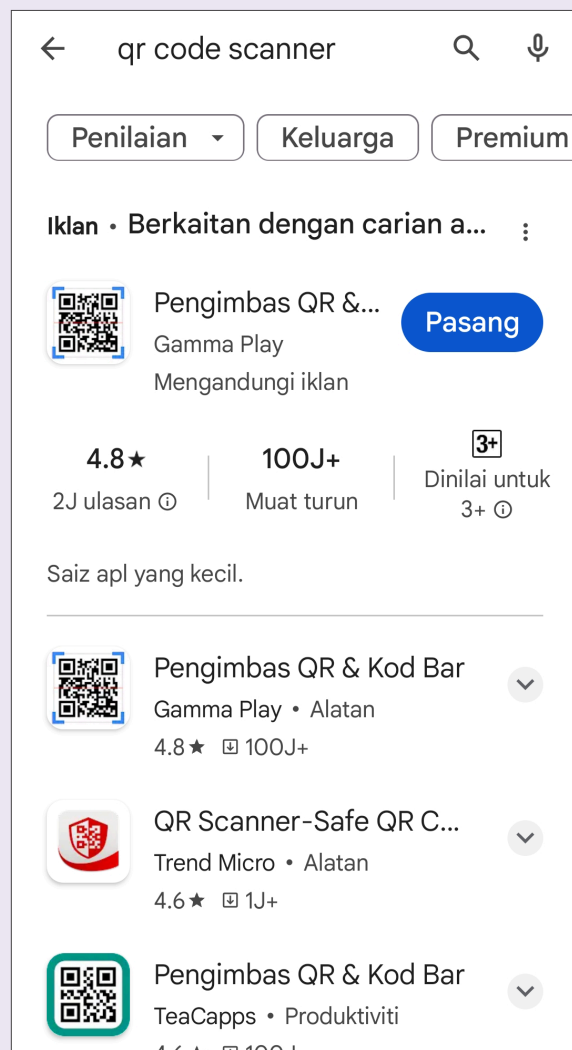 qr code scanner
Penilaian
Keluarga
Premium
Iklan • Berkaitan dengan carian a...
Pengimbas QR &...
Pasang
Gamma Play
Mengandungi iklan
4.8★
100J+
3+
2J ulasan
Muat turun
Dinilai untuk
3+
Saiz apl yang kecil.
Pengimbas QR & Kod Bar
Gamma Play • Alatan
4.8★ 100J+
QR Scanner-Safe QR C...
Trend Micro • Alatan
4.6★ 1J+
Pengimbas QR & Kod Bar
TeaCapps • Produktiviti